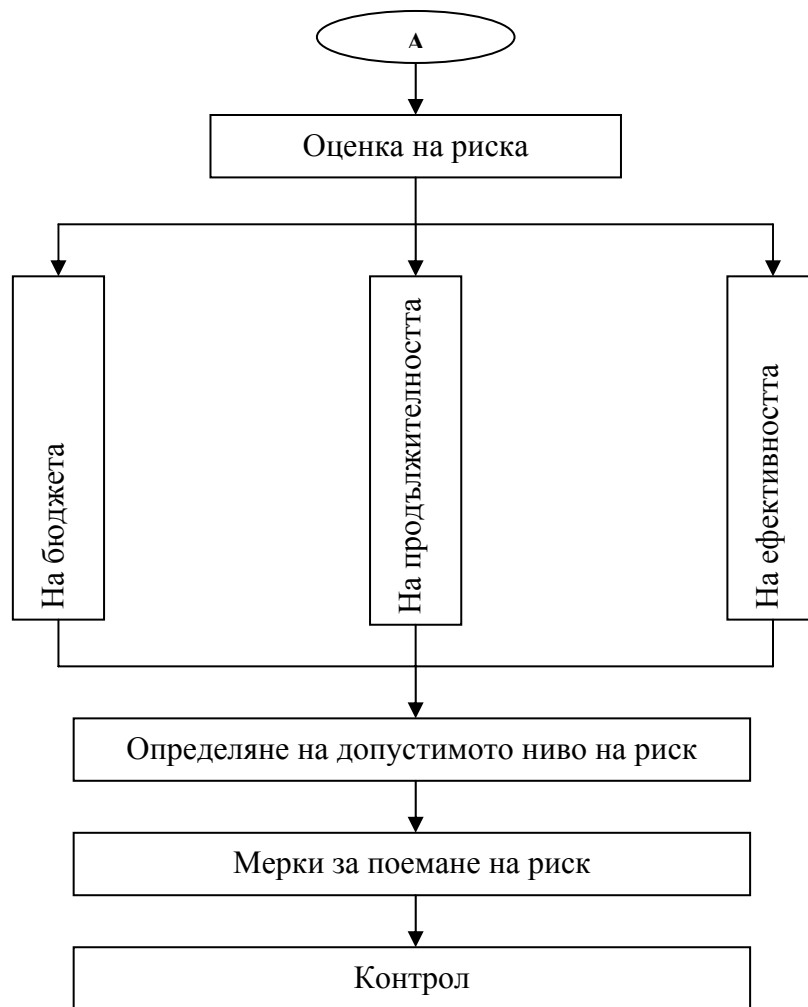 А
Оценка на риска
На бюджета
На продължителността
На ефективността
Определяне на допустимото ниво на риск
Мерки за поемане на риск
Контрол